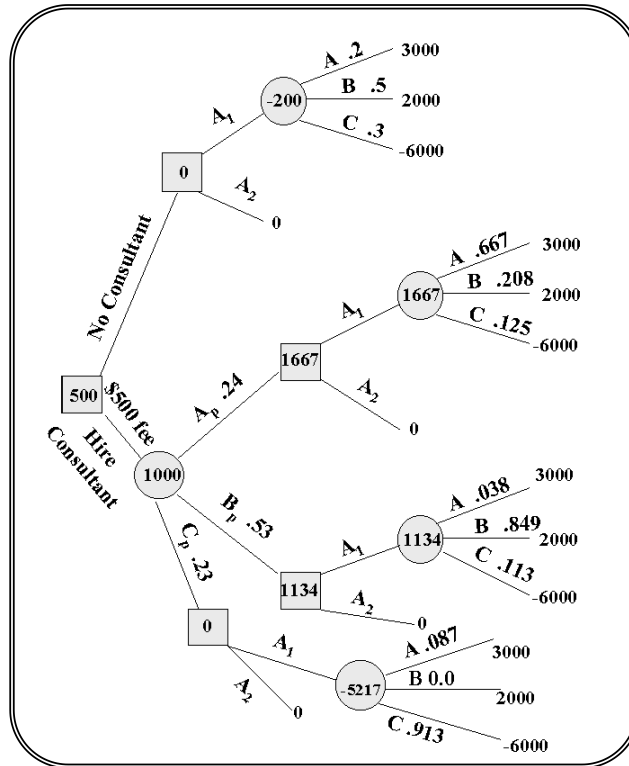 A .2
3000
B .5
-200
2000
A1
C .3
-6000
0
A2
0
No Consultant
A .667
3000
B .208
1667
2000
A1
C .125
-6000
1667
A2
0
500
$500 fee
Hire
Consultant
Ap .24
1000
Bp .53
Cp .23
A .038
3000
B .849
1134
2000
A1
C .113
-6000
1134
A2
0
0
A1
A2
0
A .087
3000
B 0.0
-5217
2000
C .913
-6000